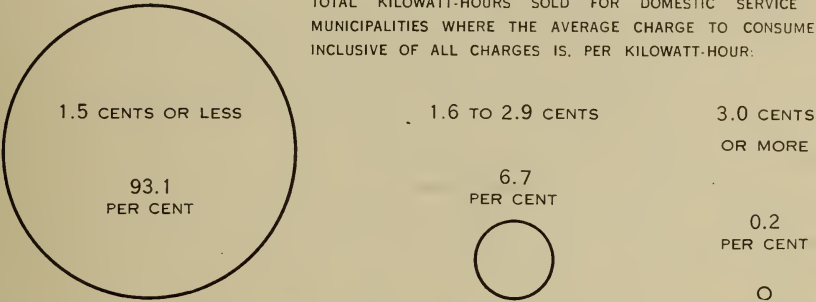 TOTAL KILOWATT-HOURS SOLD FOR DOMESTIC SERVICE
MUNICIPALITIES WHERE THE AVERAGE CHARGE TO CONSUME
INCLUSIVE OF ALL CHARGES IS, PER KILOWATT-HOUR:
1.5 CENTS OR LESS
93.1
PER CENT
1.6 TO 2.9 CENTS
6.7
PER CENT
3.0 CENTS
OR MORE
0.2
PER CENT